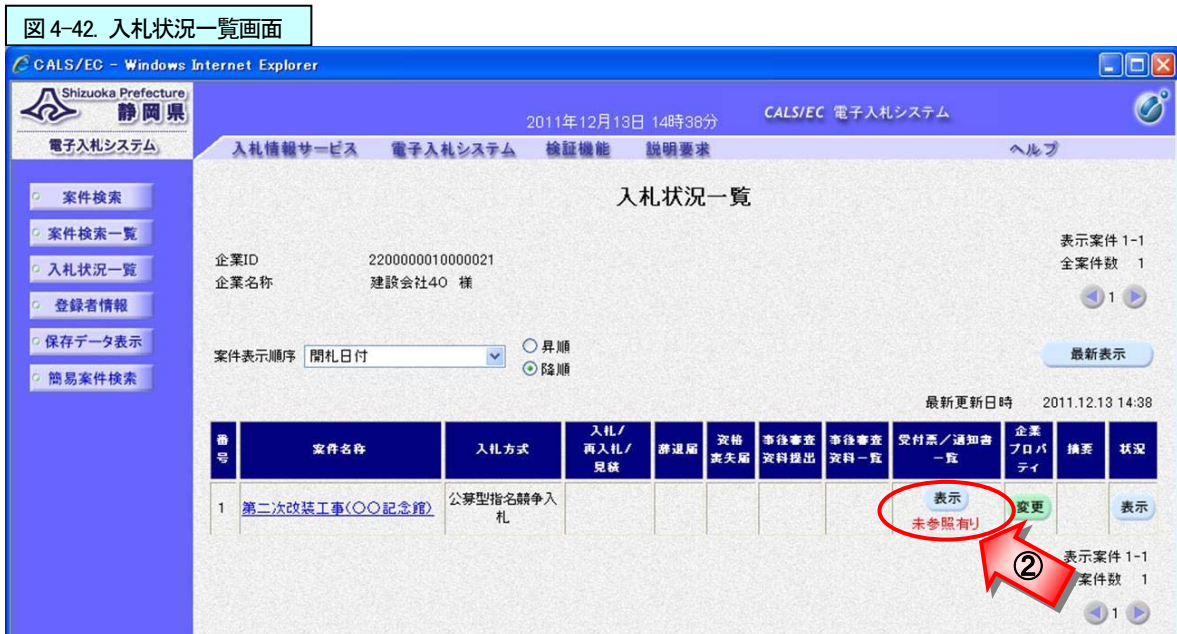 図 4-42. 入札状況一覧画面
CALS/EC - Windows Internet Explorer
Shizuoka Prefecture
静岡県
電子入札システム
2011年12月13日 14時38分
CALS/EC 電子入札システム
入札情報サービス 電子入札システム 検証機能 説明要求 ヘルプ
案件検索
案件検索一覧
入札状況一覧
登録者情報
保存データ表示
簡易案件検索
入札状況一覧
表示案件 1-1
全案件数 1
1
企業ID 2200000010000021
企業名称 建設会社40 様
案件表示順序 開札日付
昇順
降順
最新表示
最新更新日時 2011.12.13 14:38
番号 案件名称 入札方式 入札/再入札/見積 辞退届 資格喪失届 事後審査資料提出 事後審査資料一覧 受付票/通知書一覧 企業プロパティ 摘要 状況
1 第二次改装工事(〇〇記念館) 公募型指名競争入札 表示 未参照有り 変更 表示
②
表示案件 1-1
案件数 1
1